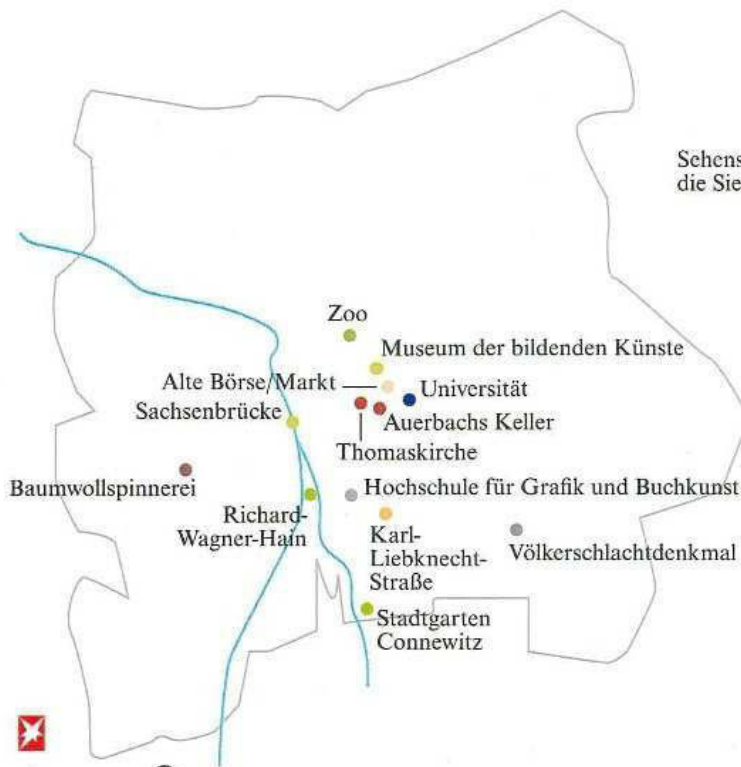 Sehens
die Sie
Zoo
Museum der bildenden Künste
Alte Börse/Markt
Universität
Sachsenbrücke
Auerbachs Keller
Thomaskirche
Baumwollspinnerei
Hochschule für Grafik und Buchkunst
Richard-
Wagner-Hain
Karl-
Liebknecht-
Straße
Völkerschlachtdenkmal
Stadtgarten
Connewitz